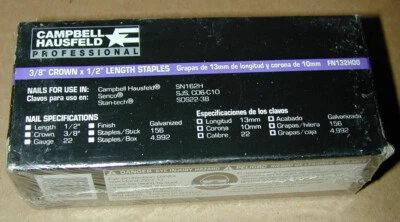 CAMPBELL
HAUSFELD
PROFESSIONAL
3/8" CROWN x 1/2" LENGTH STAPLES Grapas de 13mm de longitud y corona de 10mm FN132H00
NAILS FOR USE IN: Campbell Hausfeld® SN162H
Clavos para uso en: Senco® SJS, CO6-C10
Stan-tech® SDS22-38
NAIL SPECIFICATIONS
Length 1/2" Finish Galvanized
Crown 3/8" Staples/Stick 156
Gauge 22 Staples/Box 4,992
Especificaciones de los clavos
Longitud 13mm Acabado Galvanizado
Corona 10mm Grapas/hilera 156
Calibre 22 Grapas/caja 4,992